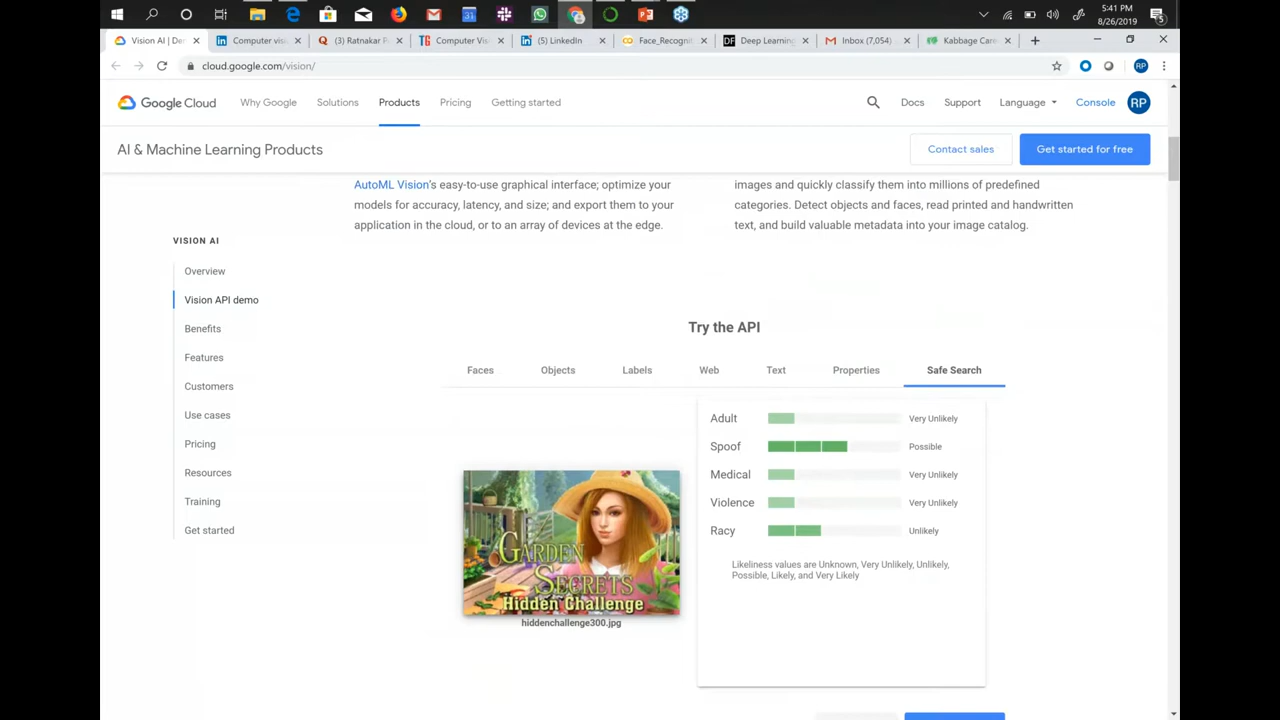 5:41 PM
8/26/2019
5
Vision AI | De
Computer visi
(3) Ratnakar P
Computer Vis
(5) LinkedIn
Face_Recognit
Deep Learning
Inbox (7,054)
Kabbage Care
cloud.google.com/vision/
RP
Google Cloud
Why Google
Solutions
Products
Pricing
Getting started
Docs
Support
Language
Console
RP
AI & Machine Learning Products
Contact sales
Get started for free
AutoML Vision's easy-to-use graphical interface; optimize your
models for accuracy, latency, and size; and export them to your
application in the cloud, or to an array of devices at the edge.
images and quickly classify them into millions of predefined
categories. Detect objects and faces, read printed and handwritten
text, and build valuable metadata into your image catalog.
VISION AI
Overview
Vision API demo
Benefits
Features
Customers
Use cases
Pricing
Resources
Training
Get started
Try the API
Faces
Objects
Labels
Web
Text
Properties
Safe Search
GARDEN
SECRETS
Hidden Challenge
hiddenchallenge300.jpg
Adult
Very Unlikely
Spoof
Possible
Medical
Very Unlikely
Violence
Very Unlikely
Racy
Unlikely
Likeliness values are Unknown, Very Unlikely, Unlikely,
Possible, Likely, and Very Likely